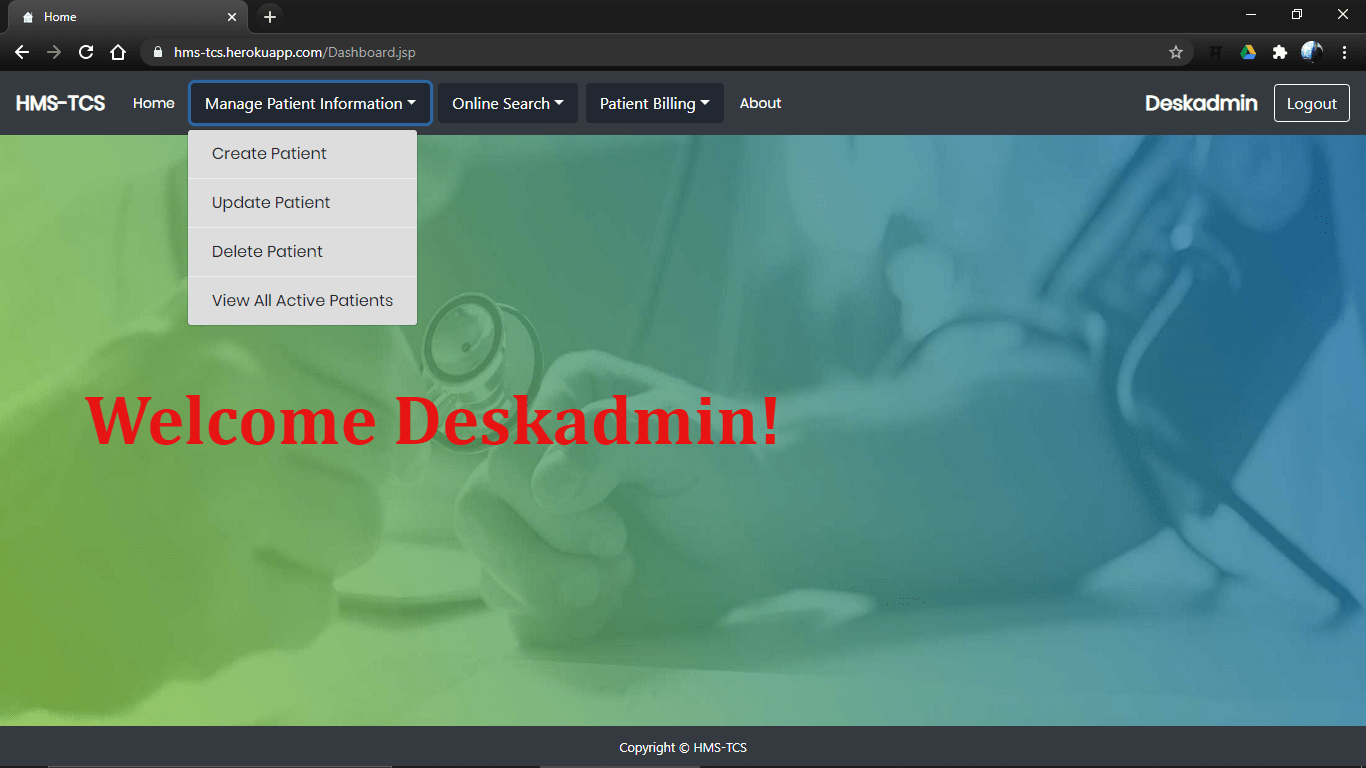 Home
hms-tcs.herokuapp.com/Dashboard.jsp
HMS-TCS Home Manage Patient Information Online Search Patient Billing About Deskadmin Logout
Create Patient
Update Patient
Delete Patient
View All Active Patients
Welcome Deskadmin!
Copyright © HMS-TCS